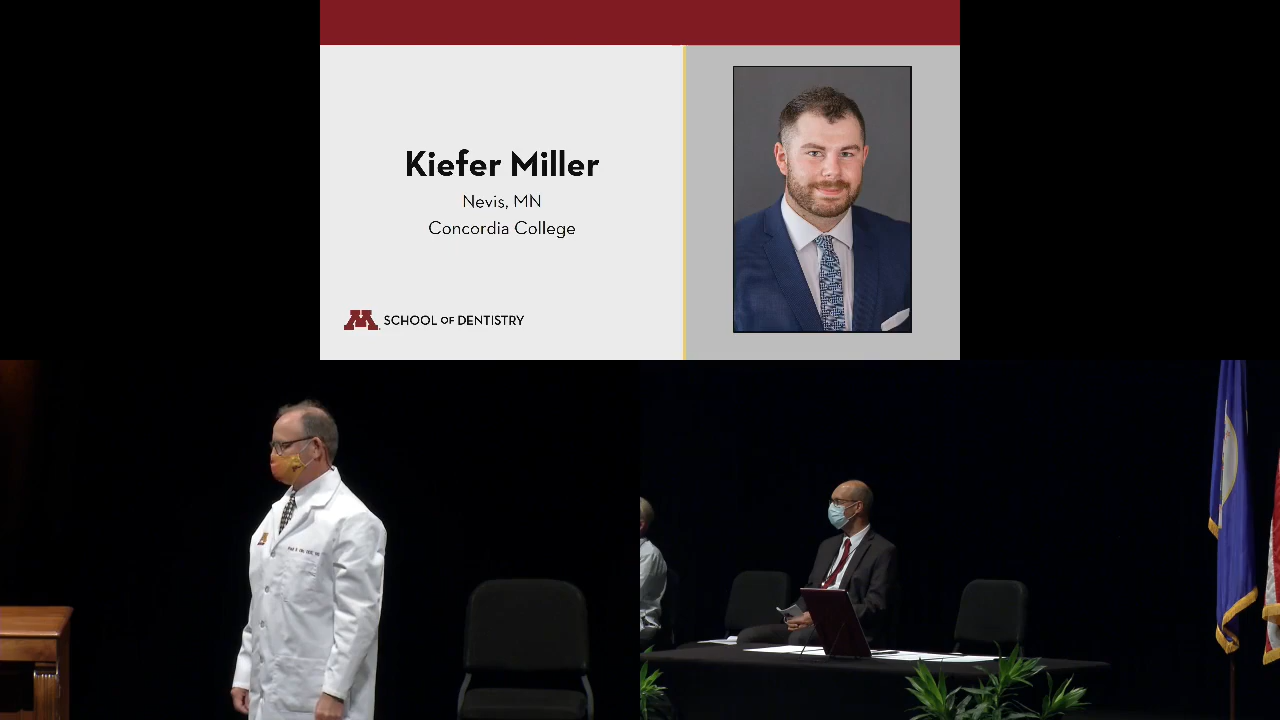 Kiefer Miller
Nevis, MN
Concordia College
M SCHOOL OF DENTISTRY